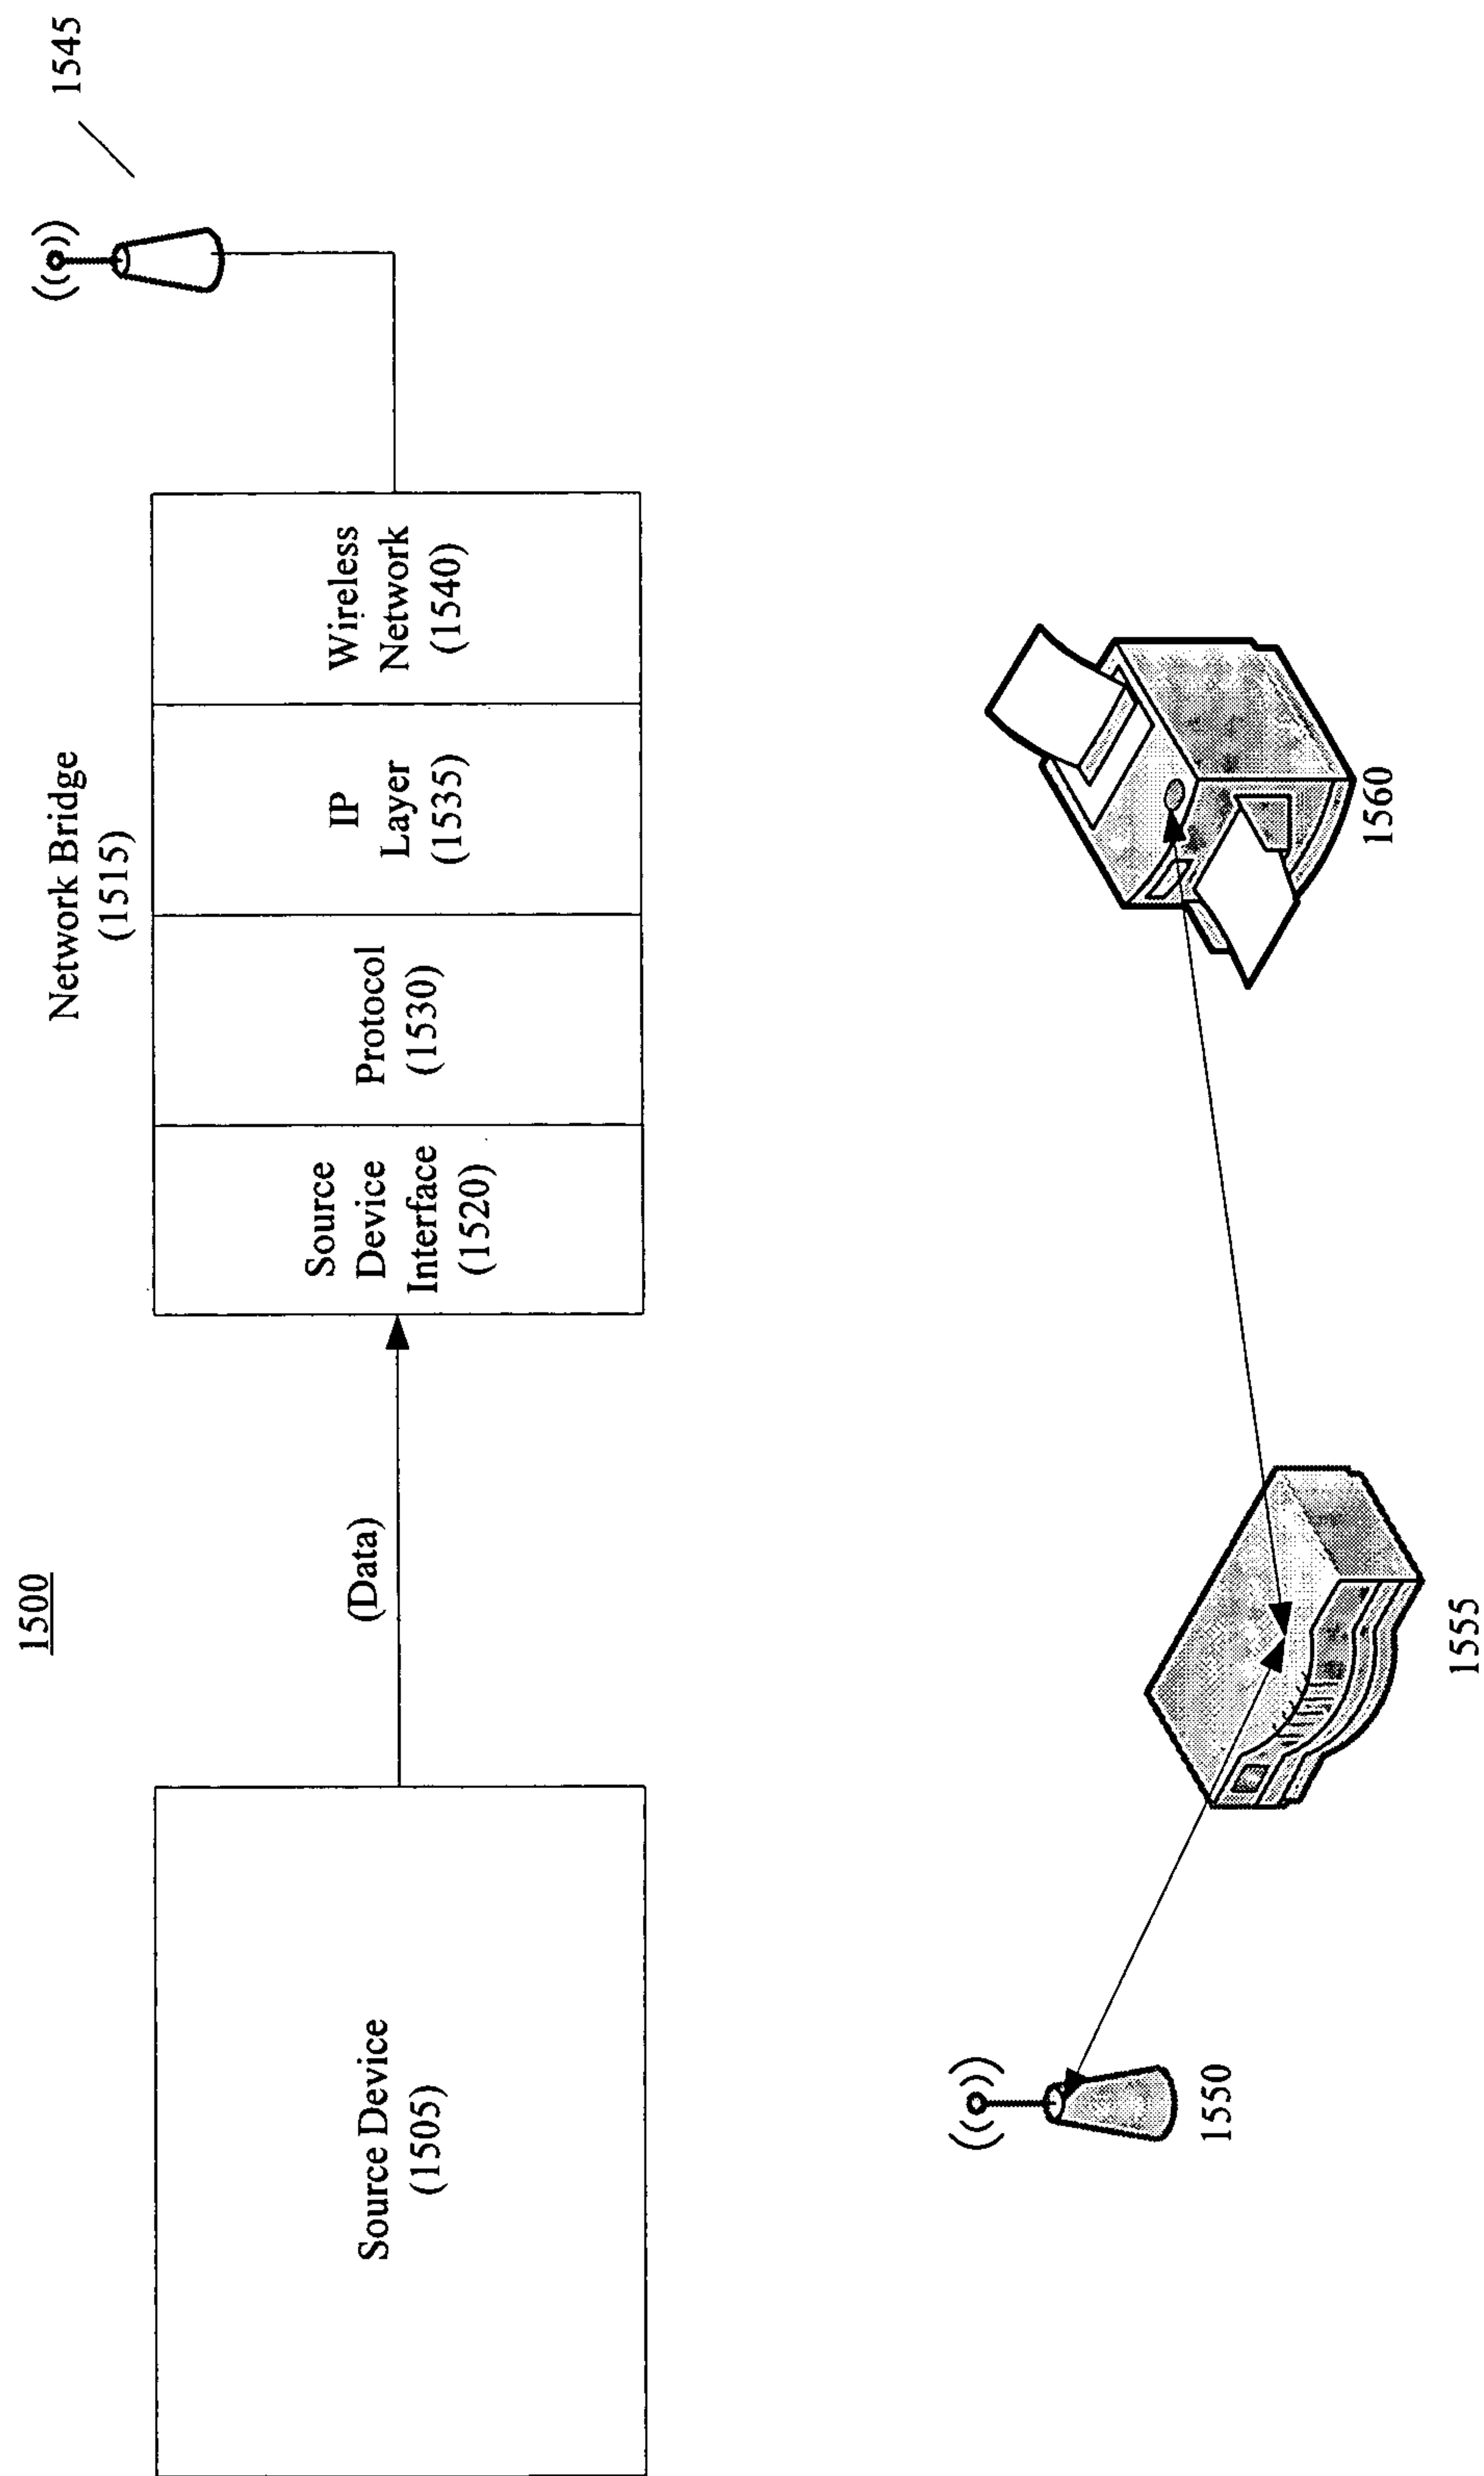 1500
Source Device
(1505)
(Data)
Network Bridge
(1515)
Source
Device
Interface
(1520)
Protocol
(1530)
IP
Layer
(1535)
Wireless
Network
(1540)
1545
1550
1555
1560